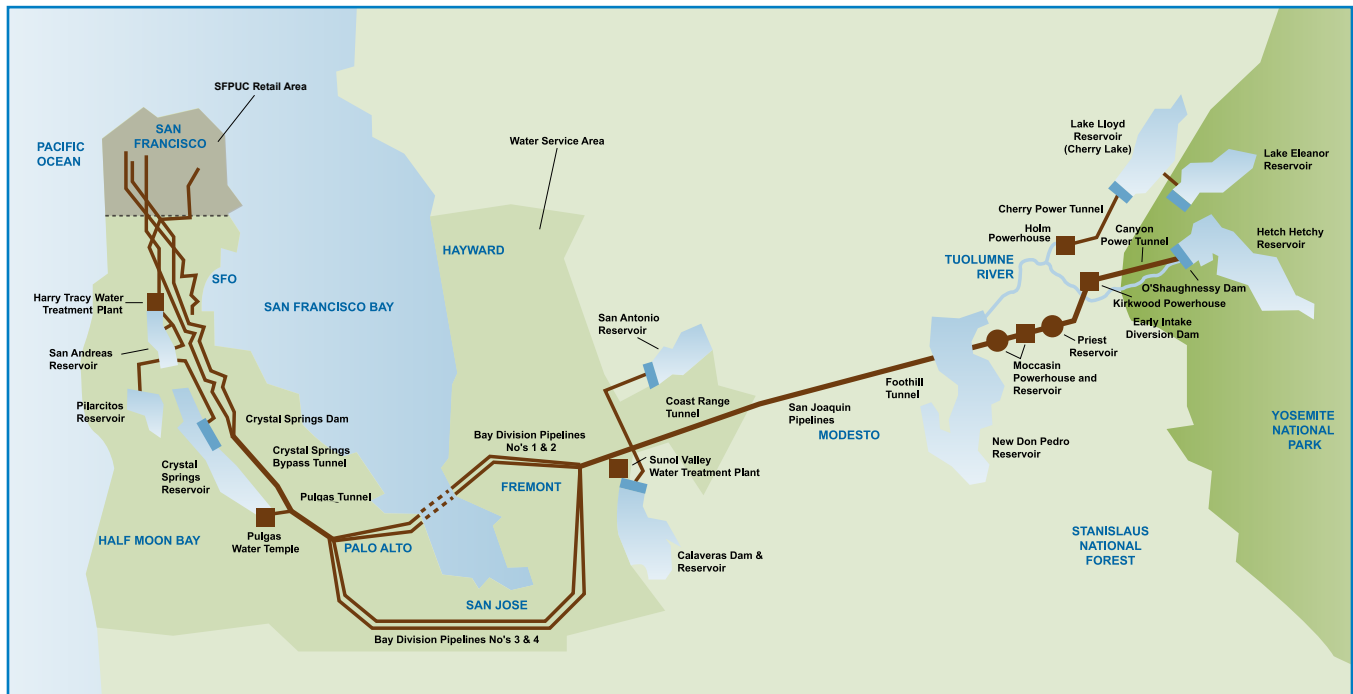 SFPUC Retail Area
PACIFIC
OCEAN
SAN
FRANCISCO
Water Service Area
HAYWARD
SFO
SAN FRANCISCO BAY
Harry Tracy Water
Treatment Plant
San Andreas
Reservoir
Pilarcitos
Reservoir
Crystal Springs Dam
Crystal Springs
Bypass Tunnel
Crystal
Springs
Reservoir
Pulgas_Tunnel
HALF MOON BAY
Pulgas
Water Temple
PALO ALTO
Bay Division Pipelines
No's 1 & 2
FREMONT
SAN JOSE
Bay Division Pipelines No's 3 & 4
San Antonio
Reservoir
Coast Range
Tunnel
Sunol Valley
Water Treatment Plant
Calaveras Dam &
Reservoir
San Joaquin
Pipelines
MODESTO
Foothill
Tunnel
New Don Pedro
Reservoir
TUOLUMNE
RIVER
Lake Lloyd
Reservoir
(Cherry Lake)
Lake Eleanor
Reservoir
Cherry Power Tunnel
Holm
Powerhouse
Canyon
Power Tunnel
Hetch Hetchy
Reservoir
O'Shaughnessy Dam
Kirkwood Powerhouse
Early Intake
Diversion Dam
Priest
Reservoir
Moccasin
Powerhouse and
Reservoir
YOSEMITE
NATIONAL
PARK
STANISLAUS
NATIONAL
FOREST